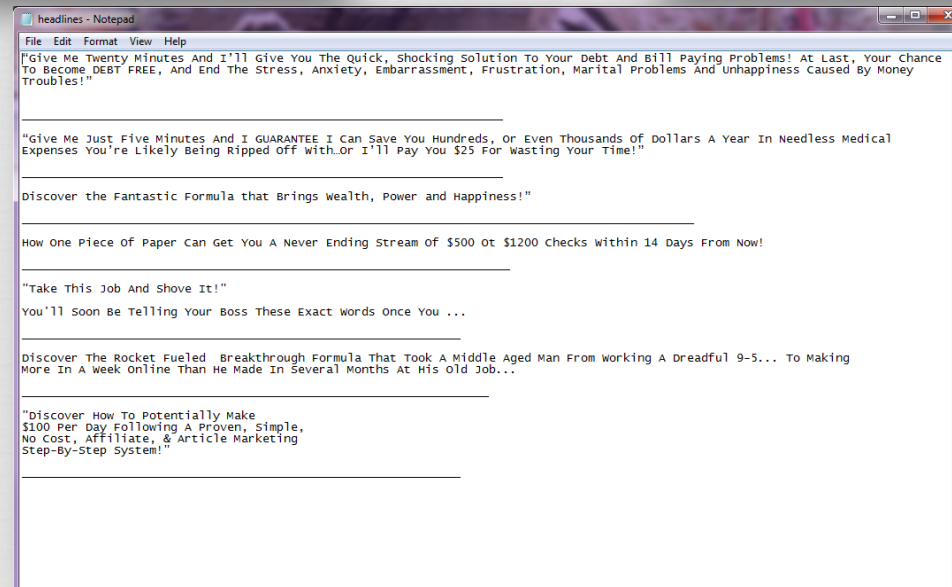 headlines - Notepad
File Edit Format View Help
“Give Me Twenty Minutes And I'll Give You The Quick, Shocking Solution To Your Debt And Bill Paying Problems! At Last, Your Chance
To Become DEBT FREE, And End The Stress, Anxiety, Embarrassment, Frustration, Marital Problems And Unhappiness Caused By Money
Troubles!”
“Give Me Just Five Minutes And I GUARANTEE I Can Save You Hundreds, Or Even Thousands Of Dollars A Year In Needless Medical
Expenses You’re Likely Being Ripped Off With…Or I'll Pay You $25 For Wasting Your Time!”
Discover the Fantastic Formula that Brings Wealth, Power and Happiness!”
How One Piece Of Paper Can Get You A Never Ending Stream Of $500 Ot $1200 Checks Within 14 Days From Now!
"Take This Job And Shove It!"
You'll Soon Be Telling Your Boss These Exact Words Once You ...
Discover The Rocket Fueled  Breakthrough Formula That Took A Middle Aged Man From Working A Dreadful 9-5... To Making
More In A Week Online Than He Made In Several Months At His Old Job...
"Discover How To Potentially Make
$100 Per Day Following A Proven, Simple,
No Cost, Affiliate, & Article Marketing
Step-By-Step System!"